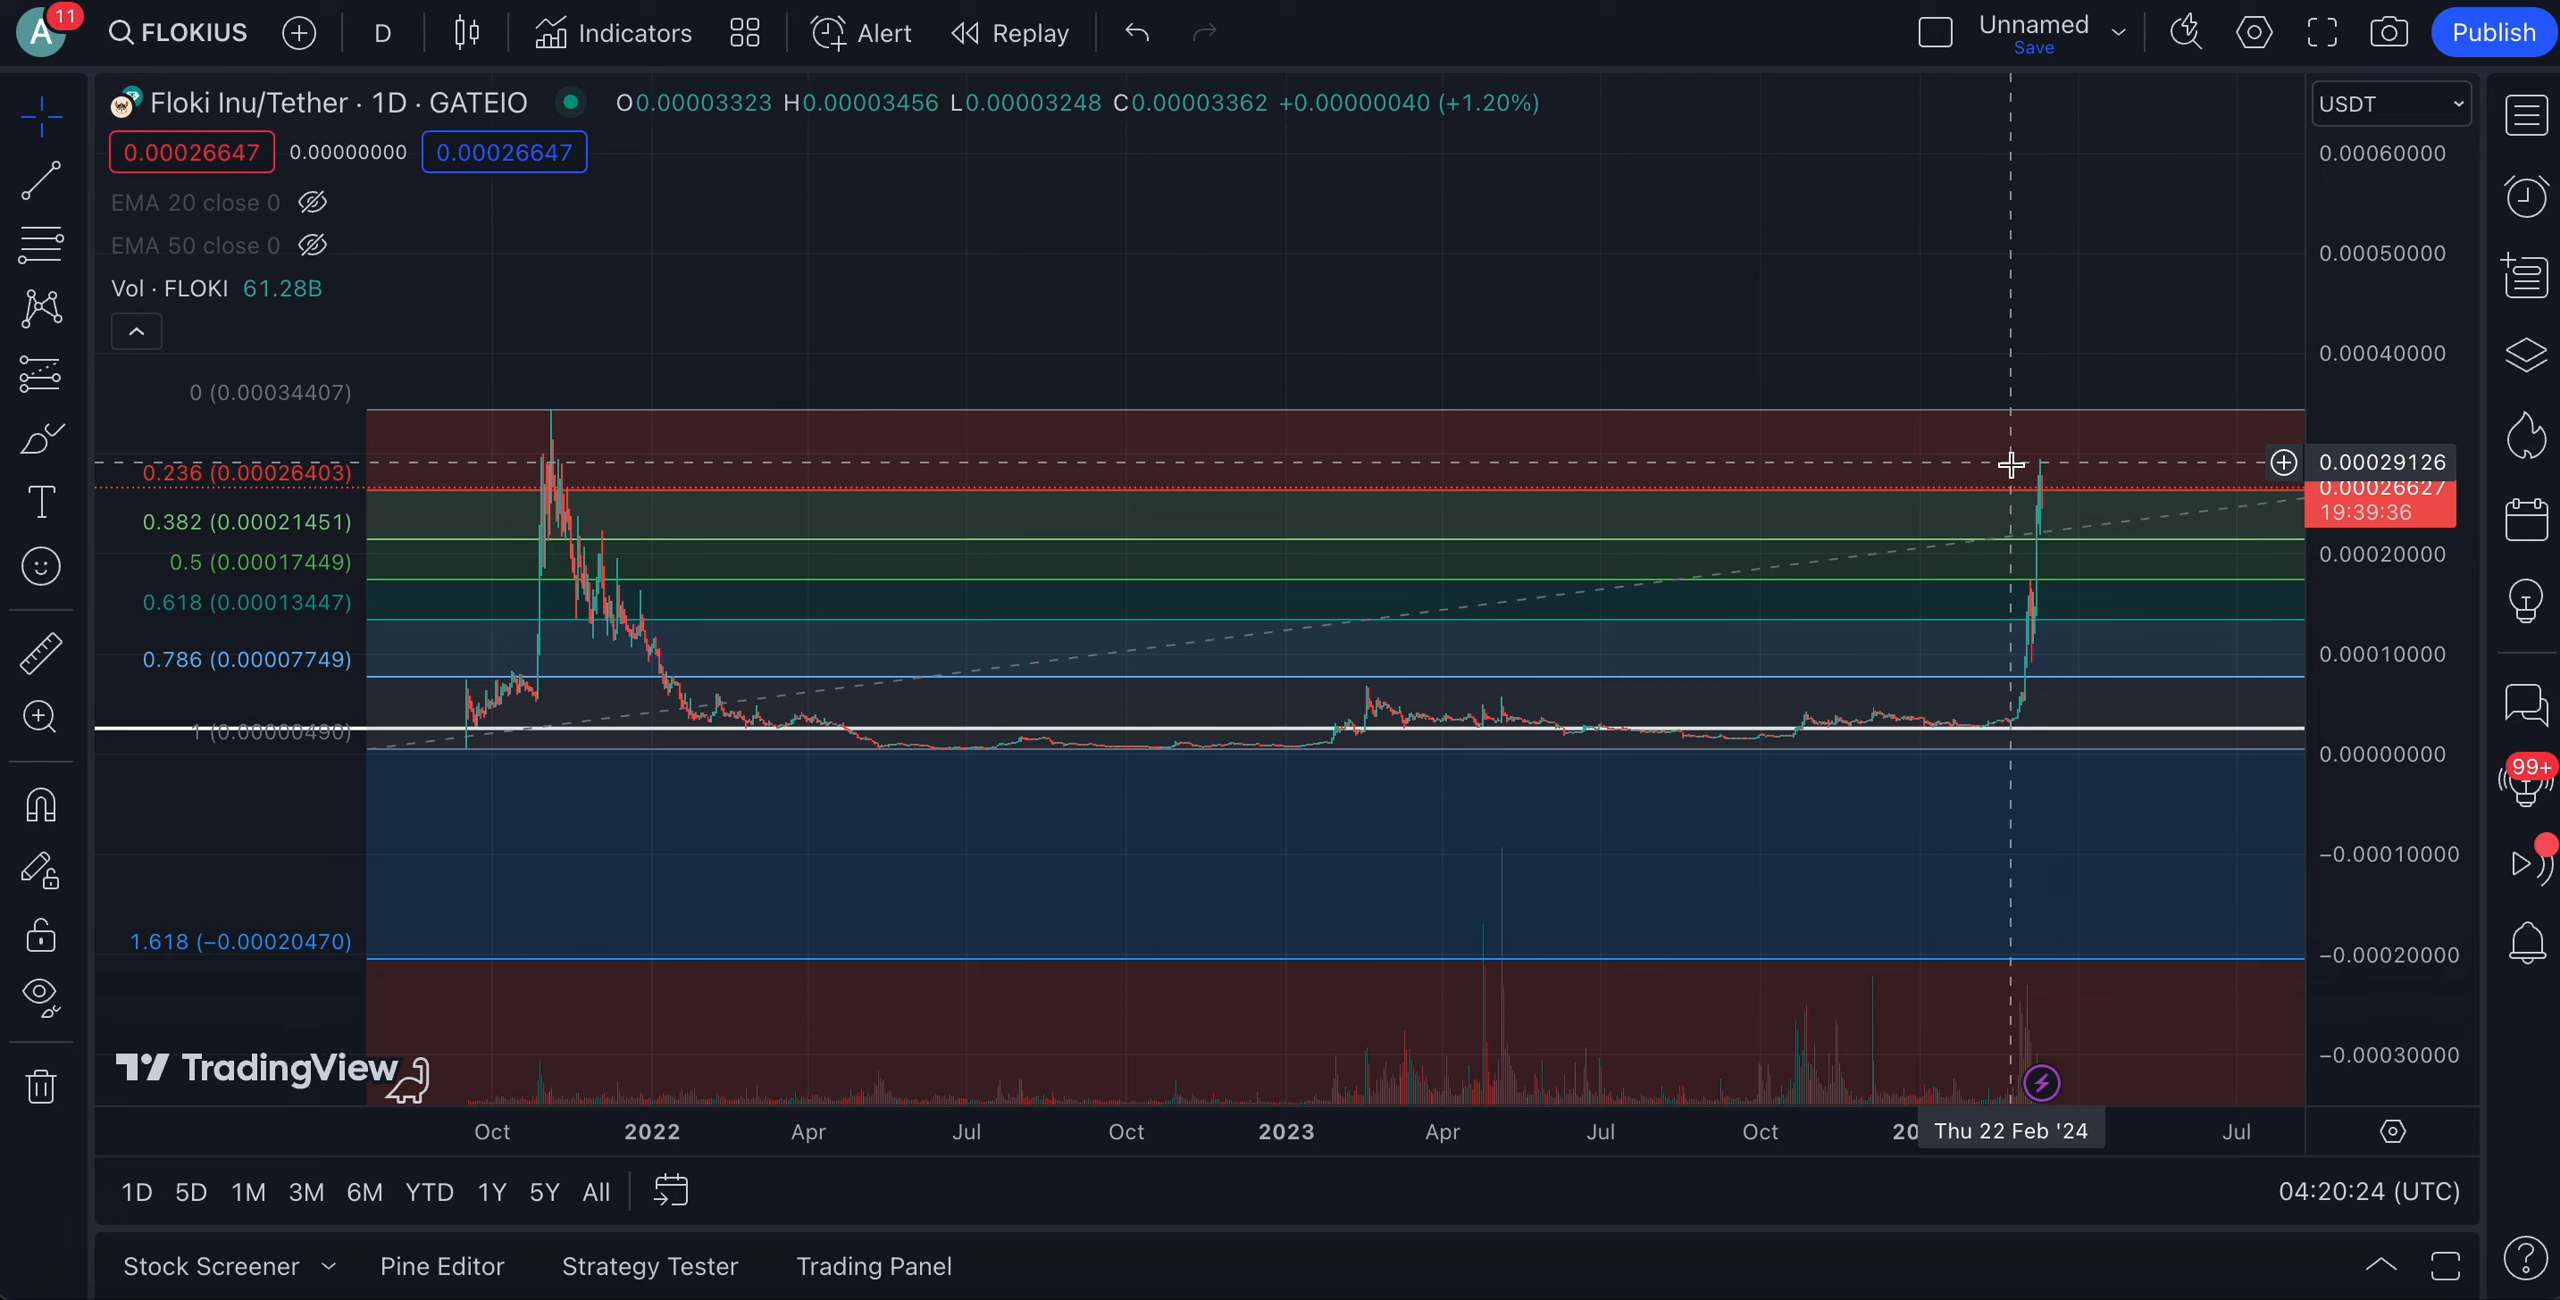 A 11 FLOKIUS D Indicators Alert Replay Unnamed Save Publish
Floki Inu/Tether · 1D · GATEIO O0.00003323 H0.00003456 L0.00003248 C0.00003362 +0.00000040 (+1.20%)
USDT
0.00026647 0.00000000 0.00026647
EMA 20 close 0
EMA 50 close 0
Vol · FLOKI 61.28B
0 (0.00034407)
0.236 (0.00026403)
0.382 (0.00021451)
0.5 (0.00017449)
0.618 (0.00013447)
0.786 (0.00007749)
1 (0.00000490)
1.618 (−0.00020470)
0.00060000
0.00050000
0.00040000
0.00029126
0.00026627
19:39:36
0.00020000
0.00010000
0.00000000
−0.00010000
−0.00020000
−0.00030000
99+
TradingView
Oct 2022 Apr Jul Oct 2023 Apr Jul Oct 20 Thu 22 Feb '24 Jul
1D 5D 1M 3M 6M YTD 1Y 5Y All 04:20:24 (UTC)
Stock Screener Pine Editor Strategy Tester Trading Panel